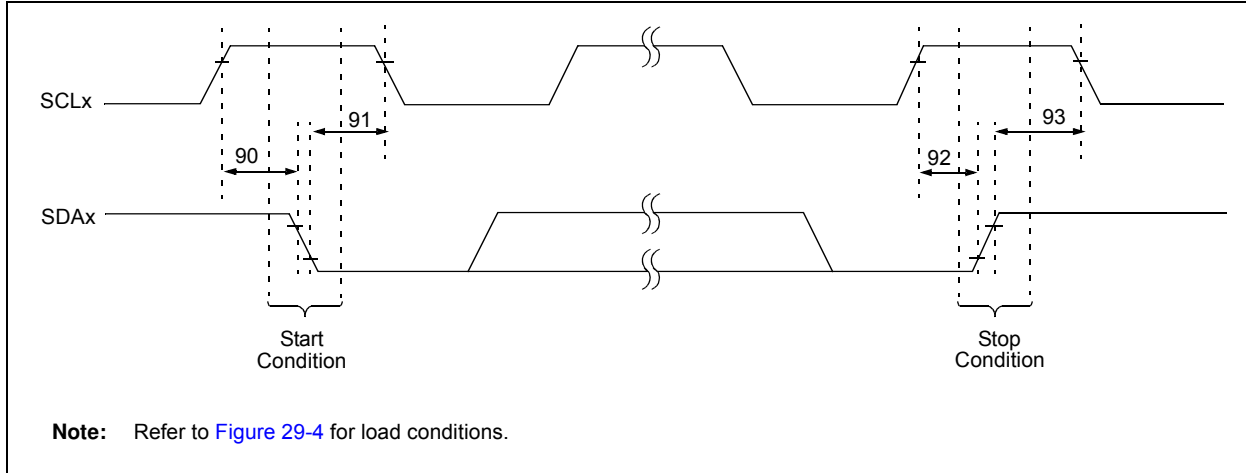 SCLx
91
93
90
92
SDAx
Start
Condition
Stop
Condition
Note: Refer to Figure 29-4 for load conditions.